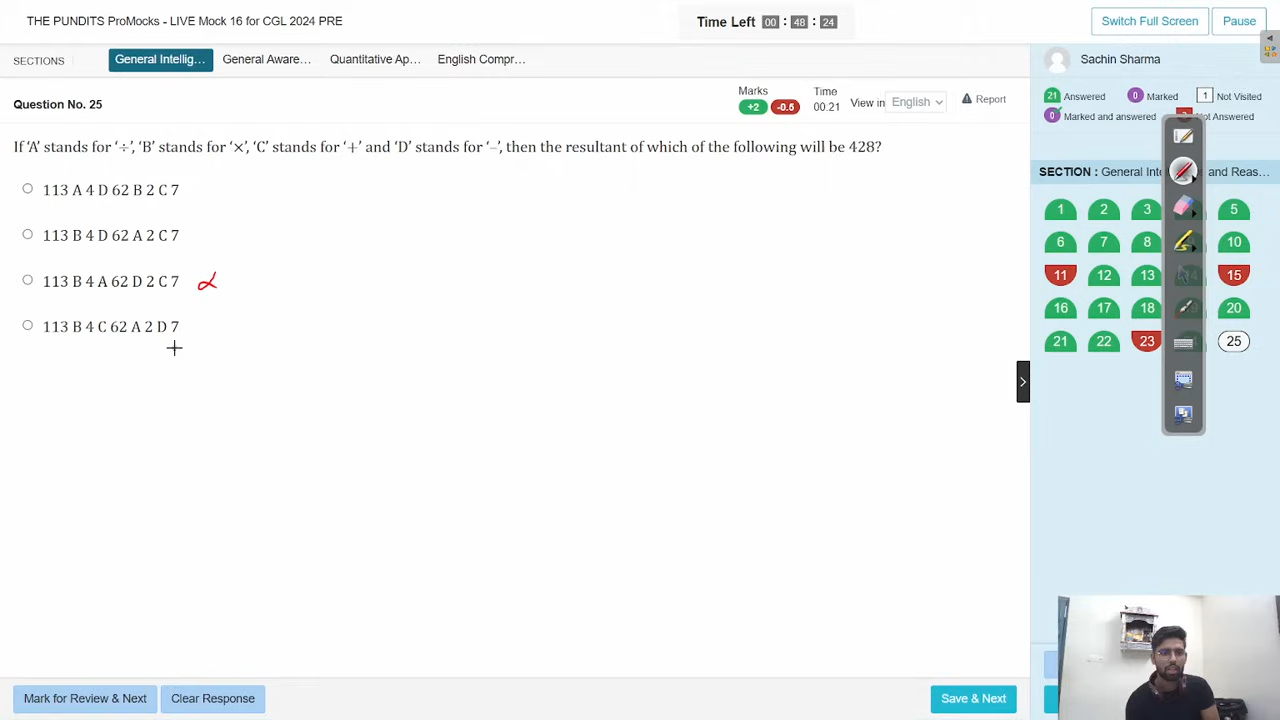 THE PUNDITS ProMocks - LIVE Mock 16 for CGL 2024 PRE
Time Left 00 : 48 : 24
Switch Full Screen
Pause
SECTIONS
General Intellig...
General Aware...
Quantitative Ap...
English Compr...
Sachin Sharma
Question No. 25
Marks
+2 -0.5
Time
00.21
View in English
Report
21 Answered
0 Marked
1 Not Visited
0 Marked and answered
Not Answered
If 'A' stands for '÷', 'B' stands for '×', 'C' stands for '+' and 'D' stands for '–', then the resultant of which of the following will be 428?
113 A 4 D 62 B 2 C 7
113 B 4 D 62 A 2 C 7
113 B 4 A 62 D 2 C 7
113 B 4 C 62 A 2 D 7
SECTION : General Inte and Reas...
1 2 3 5
6 7 8 10
11 12 13 15
16 17 18 20
21 22 23 25
Mark for Review & Next
Clear Response
Save & Next